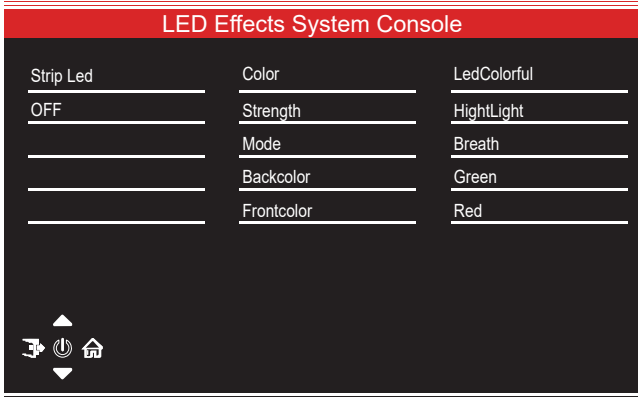 LED Effects System Console
Strip Led Color LedColorful
OFF Strength HightLight
Mode Breath
Backcolor Green
Frontcolor Red